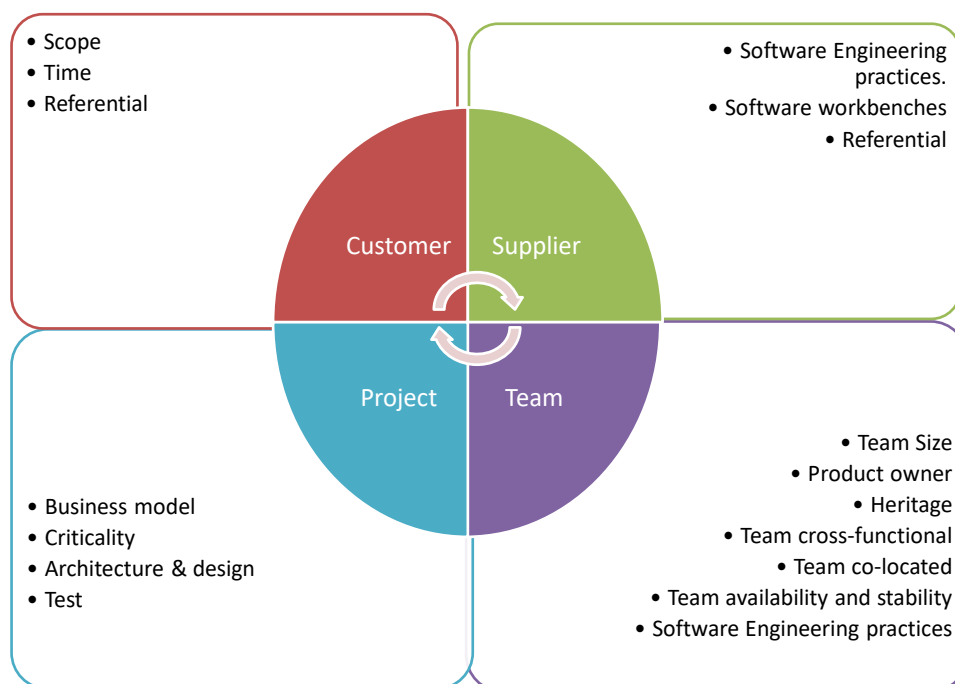 • Scope
• Time
• Referential
• Software Engineering
practices.
• Software workbenches
• Referential
Customer
Supplier
Project
Team
• Business model
• Criticality
• Architecture & design
• Test
• Team Size
• Product owner
• Heritage
• Team cross-functional
• Team co-located
• Team availability and stability
• Software Engineering practices